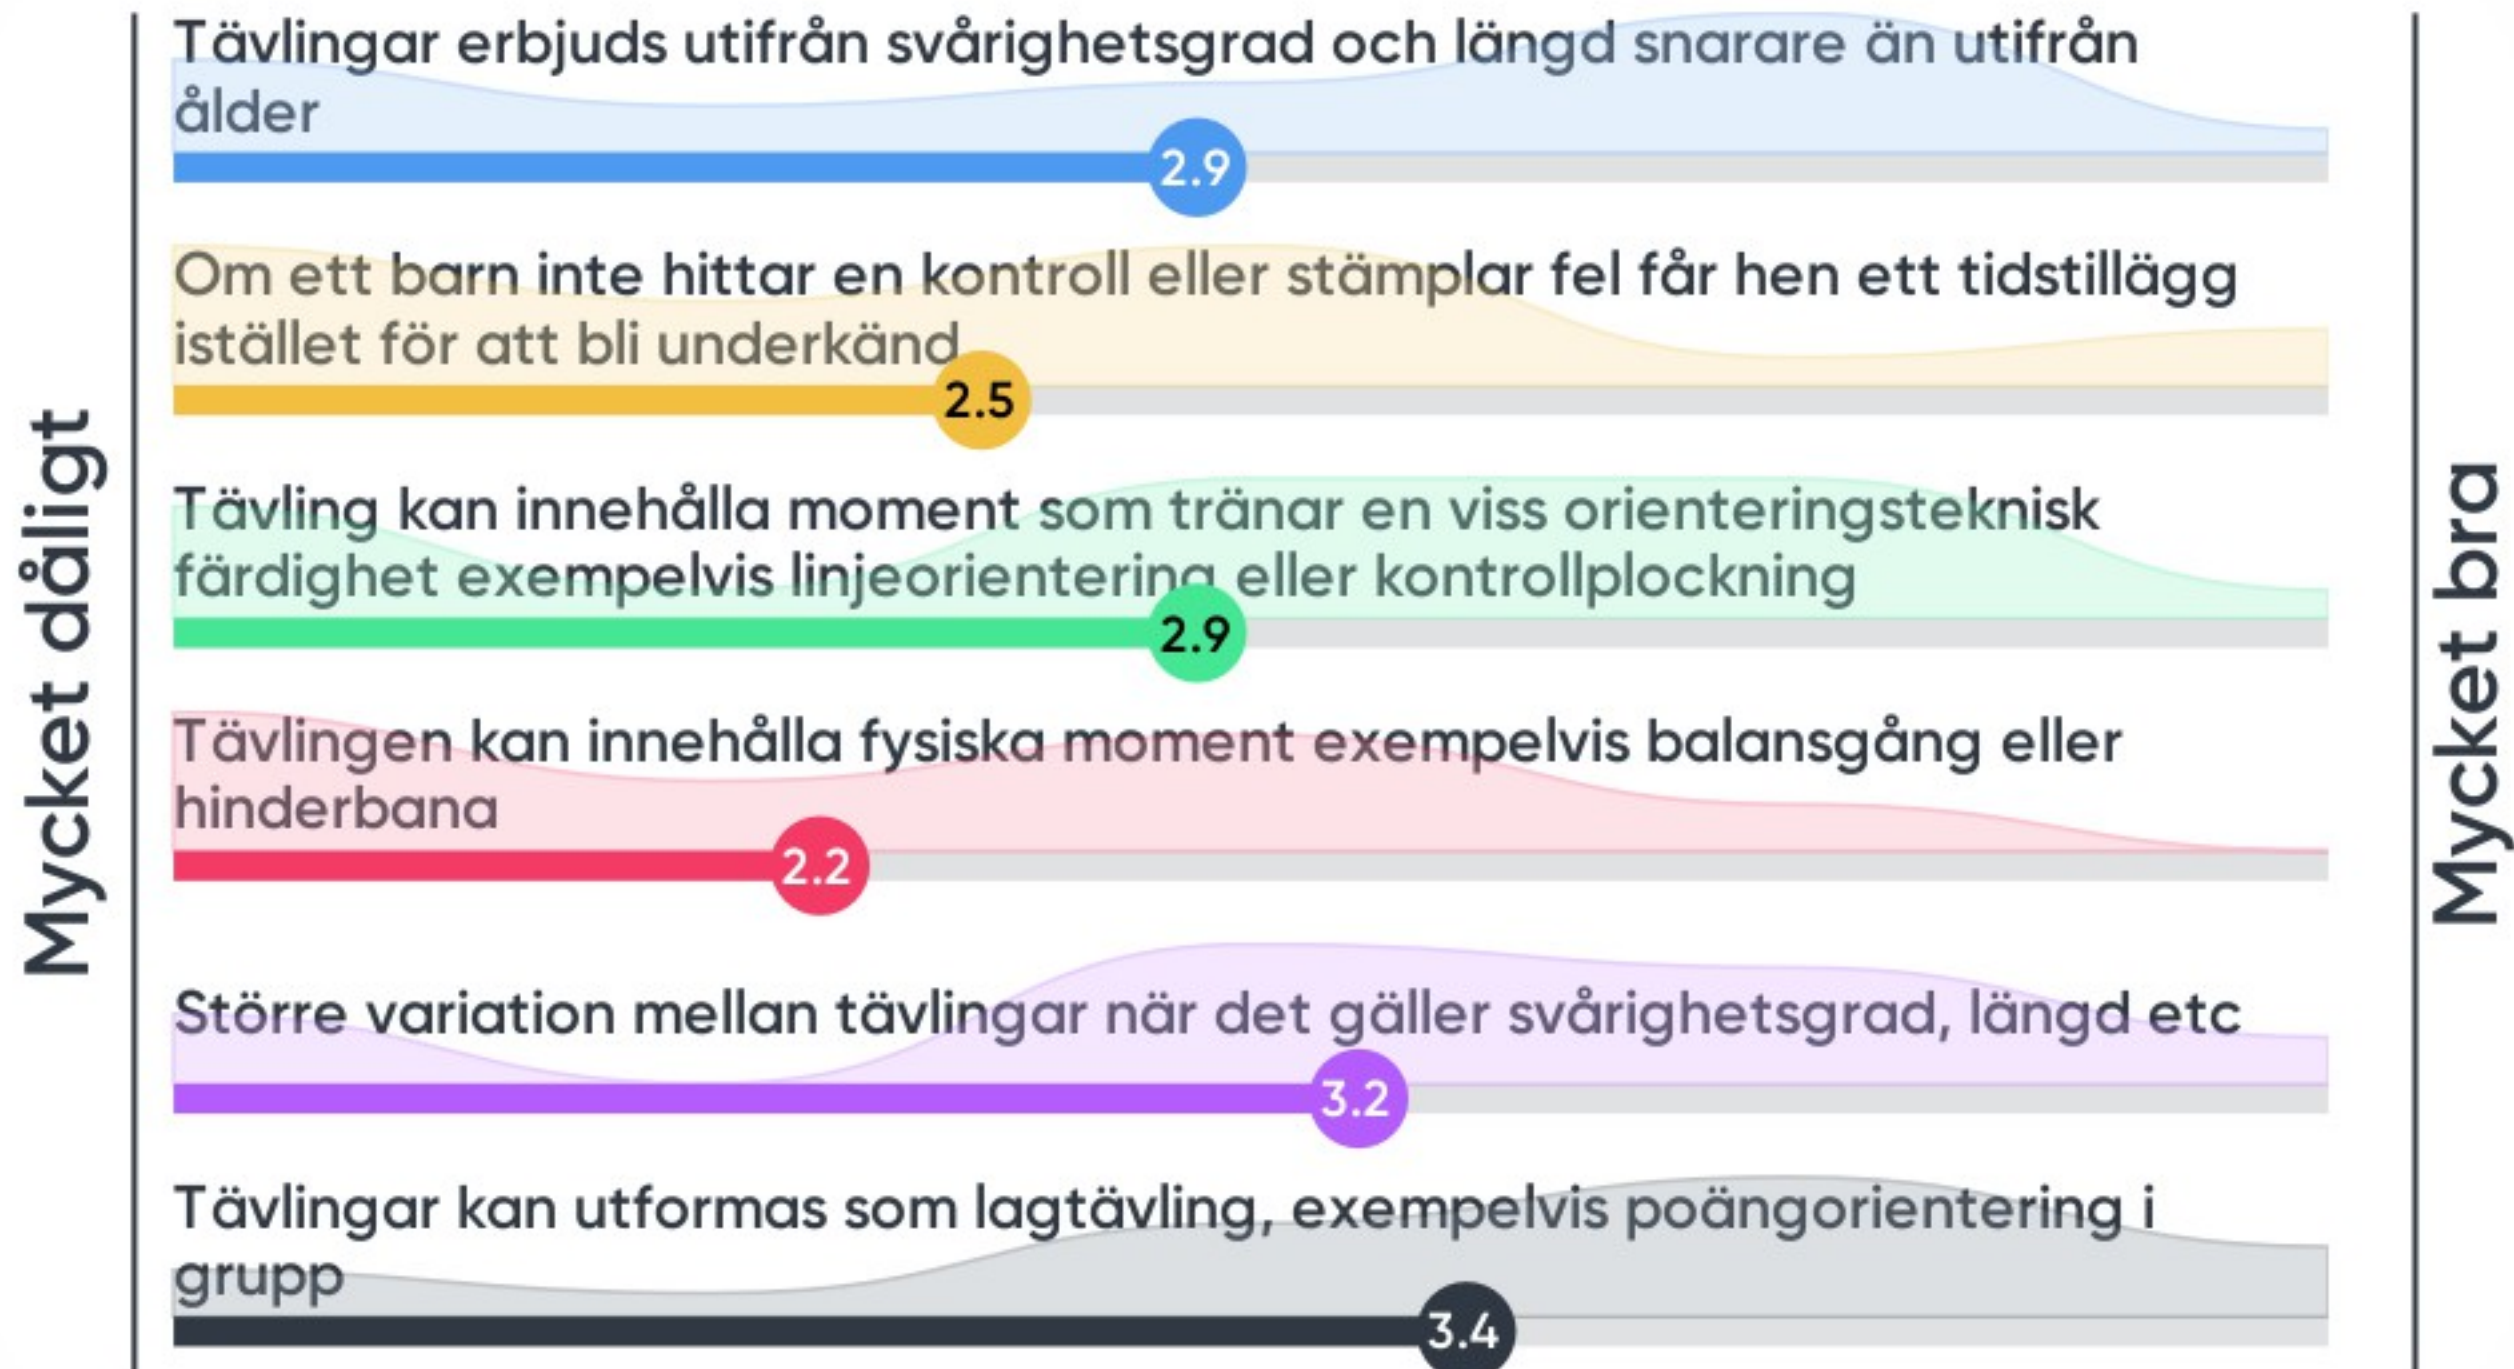 Mycket dåligt
Tävlingar erbjuds utifrån svårighetsgrad och längd snarare än utifrån
ålder
2.9
Om ett barn inte hittar en kontroll eller stämplar fel får hen ett tidstillägg
istället för att bli underkänd
2.5
Tävling kan innehålla moment som tränar en viss orienteringsteknisk
färdighet exempelvis linjeorientering eller kontrollplockning
2.9
Tävlingen kan innehålla fysiska moment exempelvis balansgång eller
hinderbana
2.2
Större variation mellan tävlingar när det gäller svårighetsgrad, längd etc
3.2
Tävlingar kan utformas som lagtävling, exempelvis poängorientering i
grupp
3.4
Mycket bra